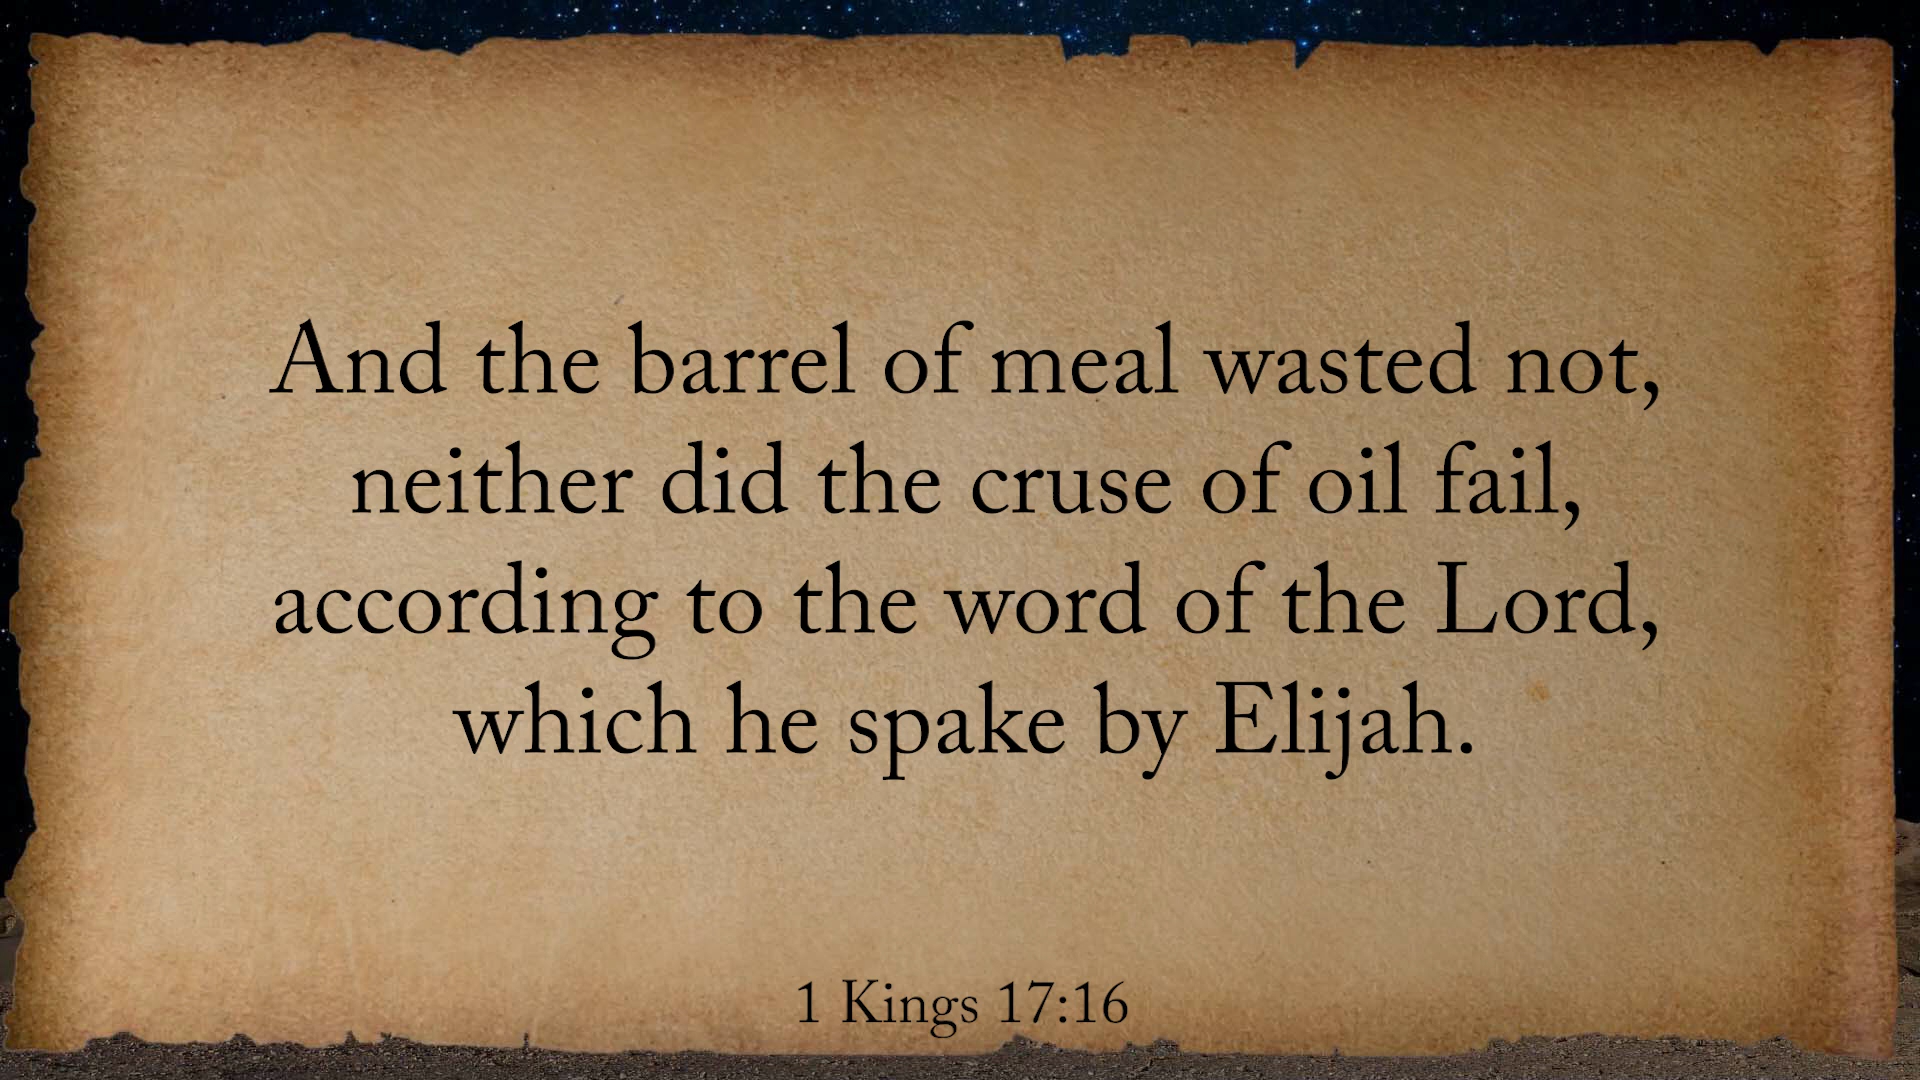 And the barrel of meal wasted not,
neither did the cruse of oil fail,
according to the word of the Lord,
which he spake by Elijah.
1 Kings 17:16